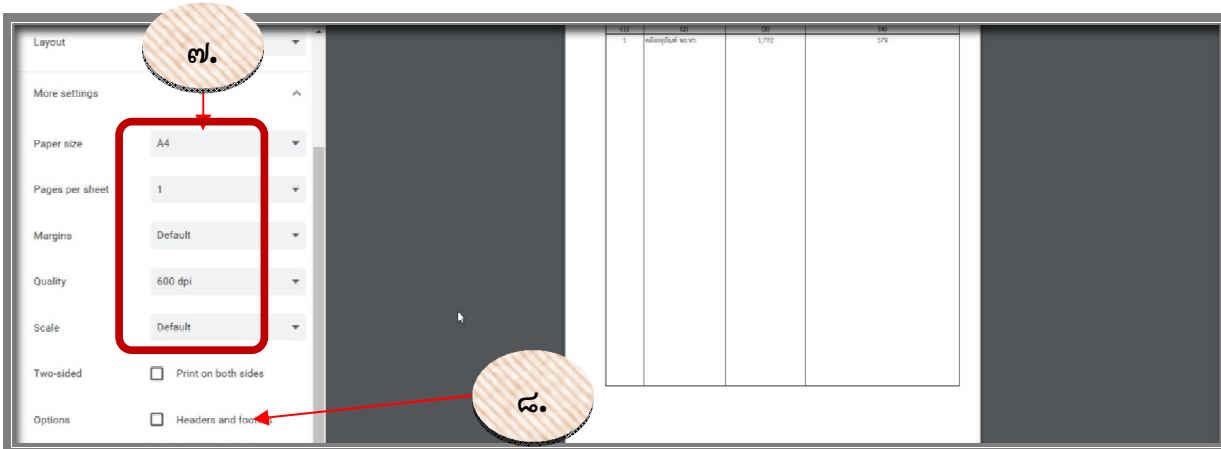 Layout
๗.
More settings
Paper size A4
Pages per sheet 1
Margins Default
Quality 600 dpi
Scale Default
Two-sided Print on both sides
Options Headers and foot
๘.
(1) (2) (3) (4)
1 1,772 579